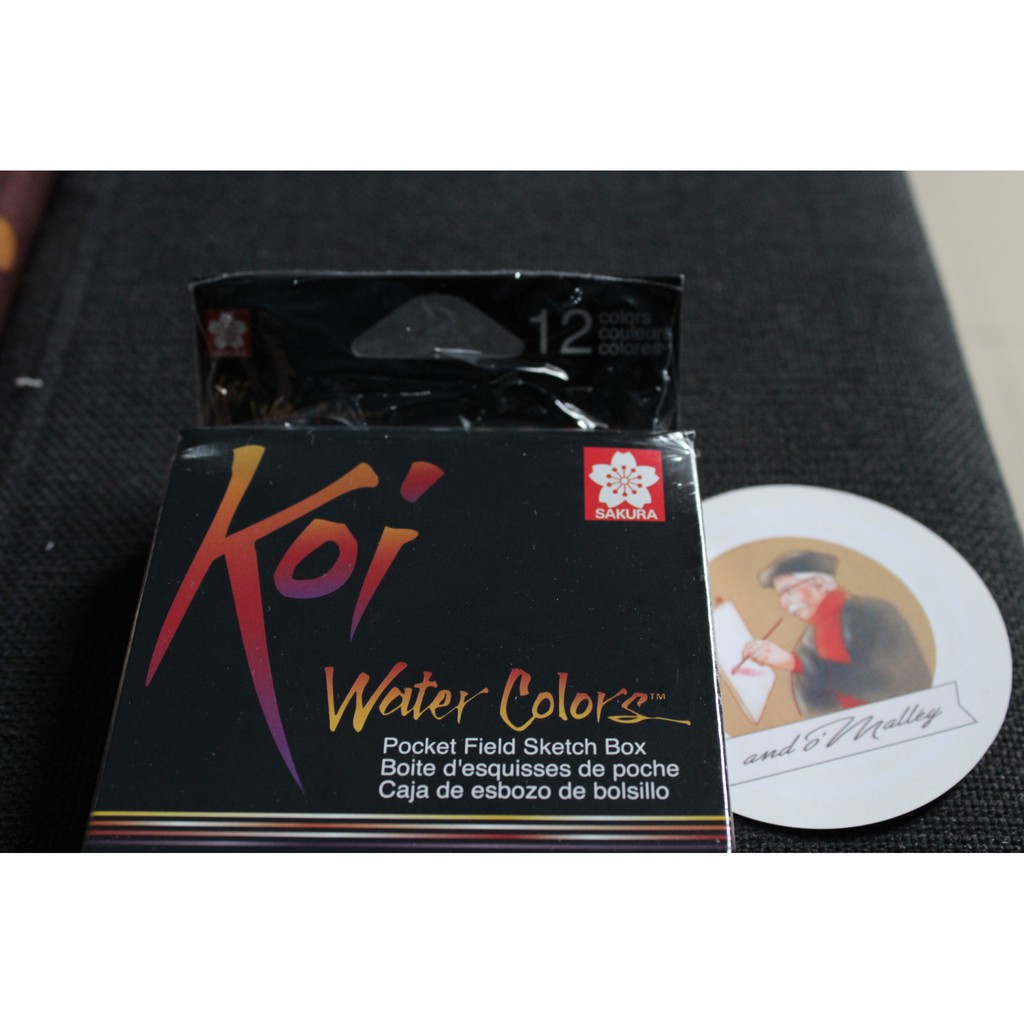 12
colors
couleurs
colores
Koi
SAKURA
Water Colors™
Pocket Field Sketch Box
Boite d'esquisses de poche
Caja de esbozo de bolsillo
and O'Malley